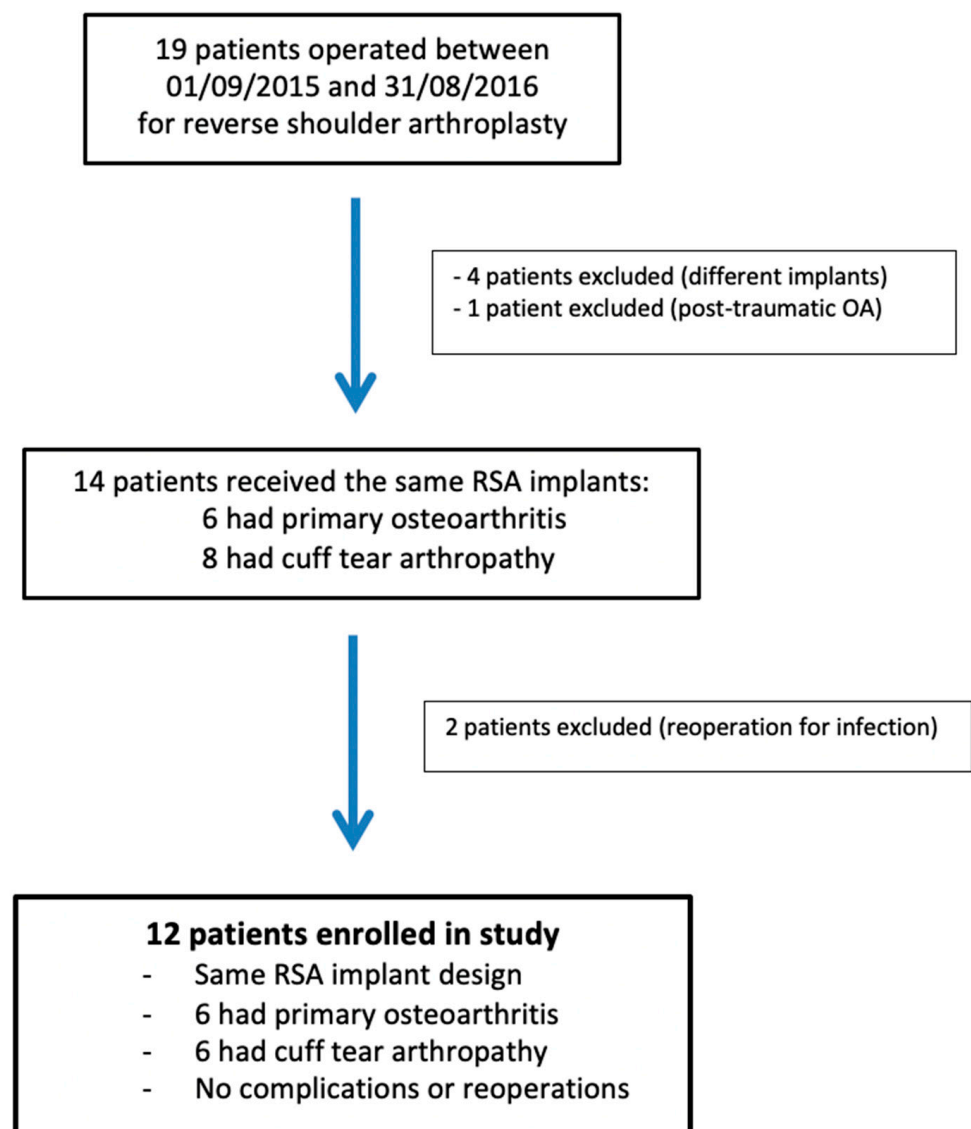 19 patients operated between
01/09/2015 and 31/08/2016
for reverse shoulder arthroplasty
- 4 patients excluded (different implants)
- 1 patient excluded (post-traumatic OA)
14 patients received the same RSA implants:
6 had primary osteoarthritis
8 had cuff tear arthropathy
2 patients excluded (reoperation for infection)
12 patients enrolled in study
- Same RSA implant design
- 6 had primary osteoarthritis
- 6 had cuff tear arthropathy
- No complications or reoperations